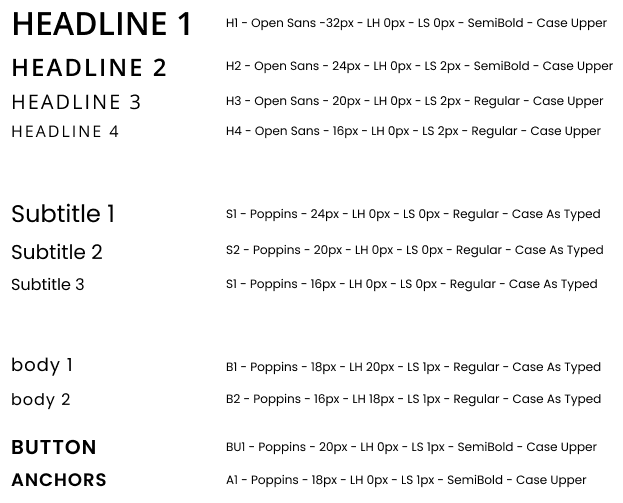 HEADLINE 1 H1 - Open Sans -32px - LH 0px - LS 0px - SemiBold - Case Upper
HEADLINE 2 H2 - Open Sans - 24px - LH 0px - LS 2px - SemiBold - Case Upper
HEADLINE 3 H3 - Open Sans - 20px - LH 0px - LS 2px - Regular - Case Upper
HEADLINE 4 H4 - Open Sans - 16px - LH 0px - LS 2px - Regular - Case Upper
Subtitle 1 S1 - Poppins - 24px - LH 0px - LS 0px - Regular - Case As Typed
Subtitle 2 S2 - Poppins - 20px - LH 0px - LS 0px - Regular - Case As Typed
Subtitle 3 S1 - Poppins - 16px - LH 0px - LS 0px - Regular - Case As Typed
body 1 B1 - Poppins - 18px - LH 20px - LS 1px - Regular - Case As Typed
body 2 B2 - Poppins - 16px - LH 18px - LS 1px - Regular - Case As Typed
BUTTON BU1 - Poppins - 20px - LH 0px - LS 1px - SemiBold - Case Upper
ANCHORS A1 - Poppins - 18px - LH 0px - LS 1px - SemiBold - Case Upper